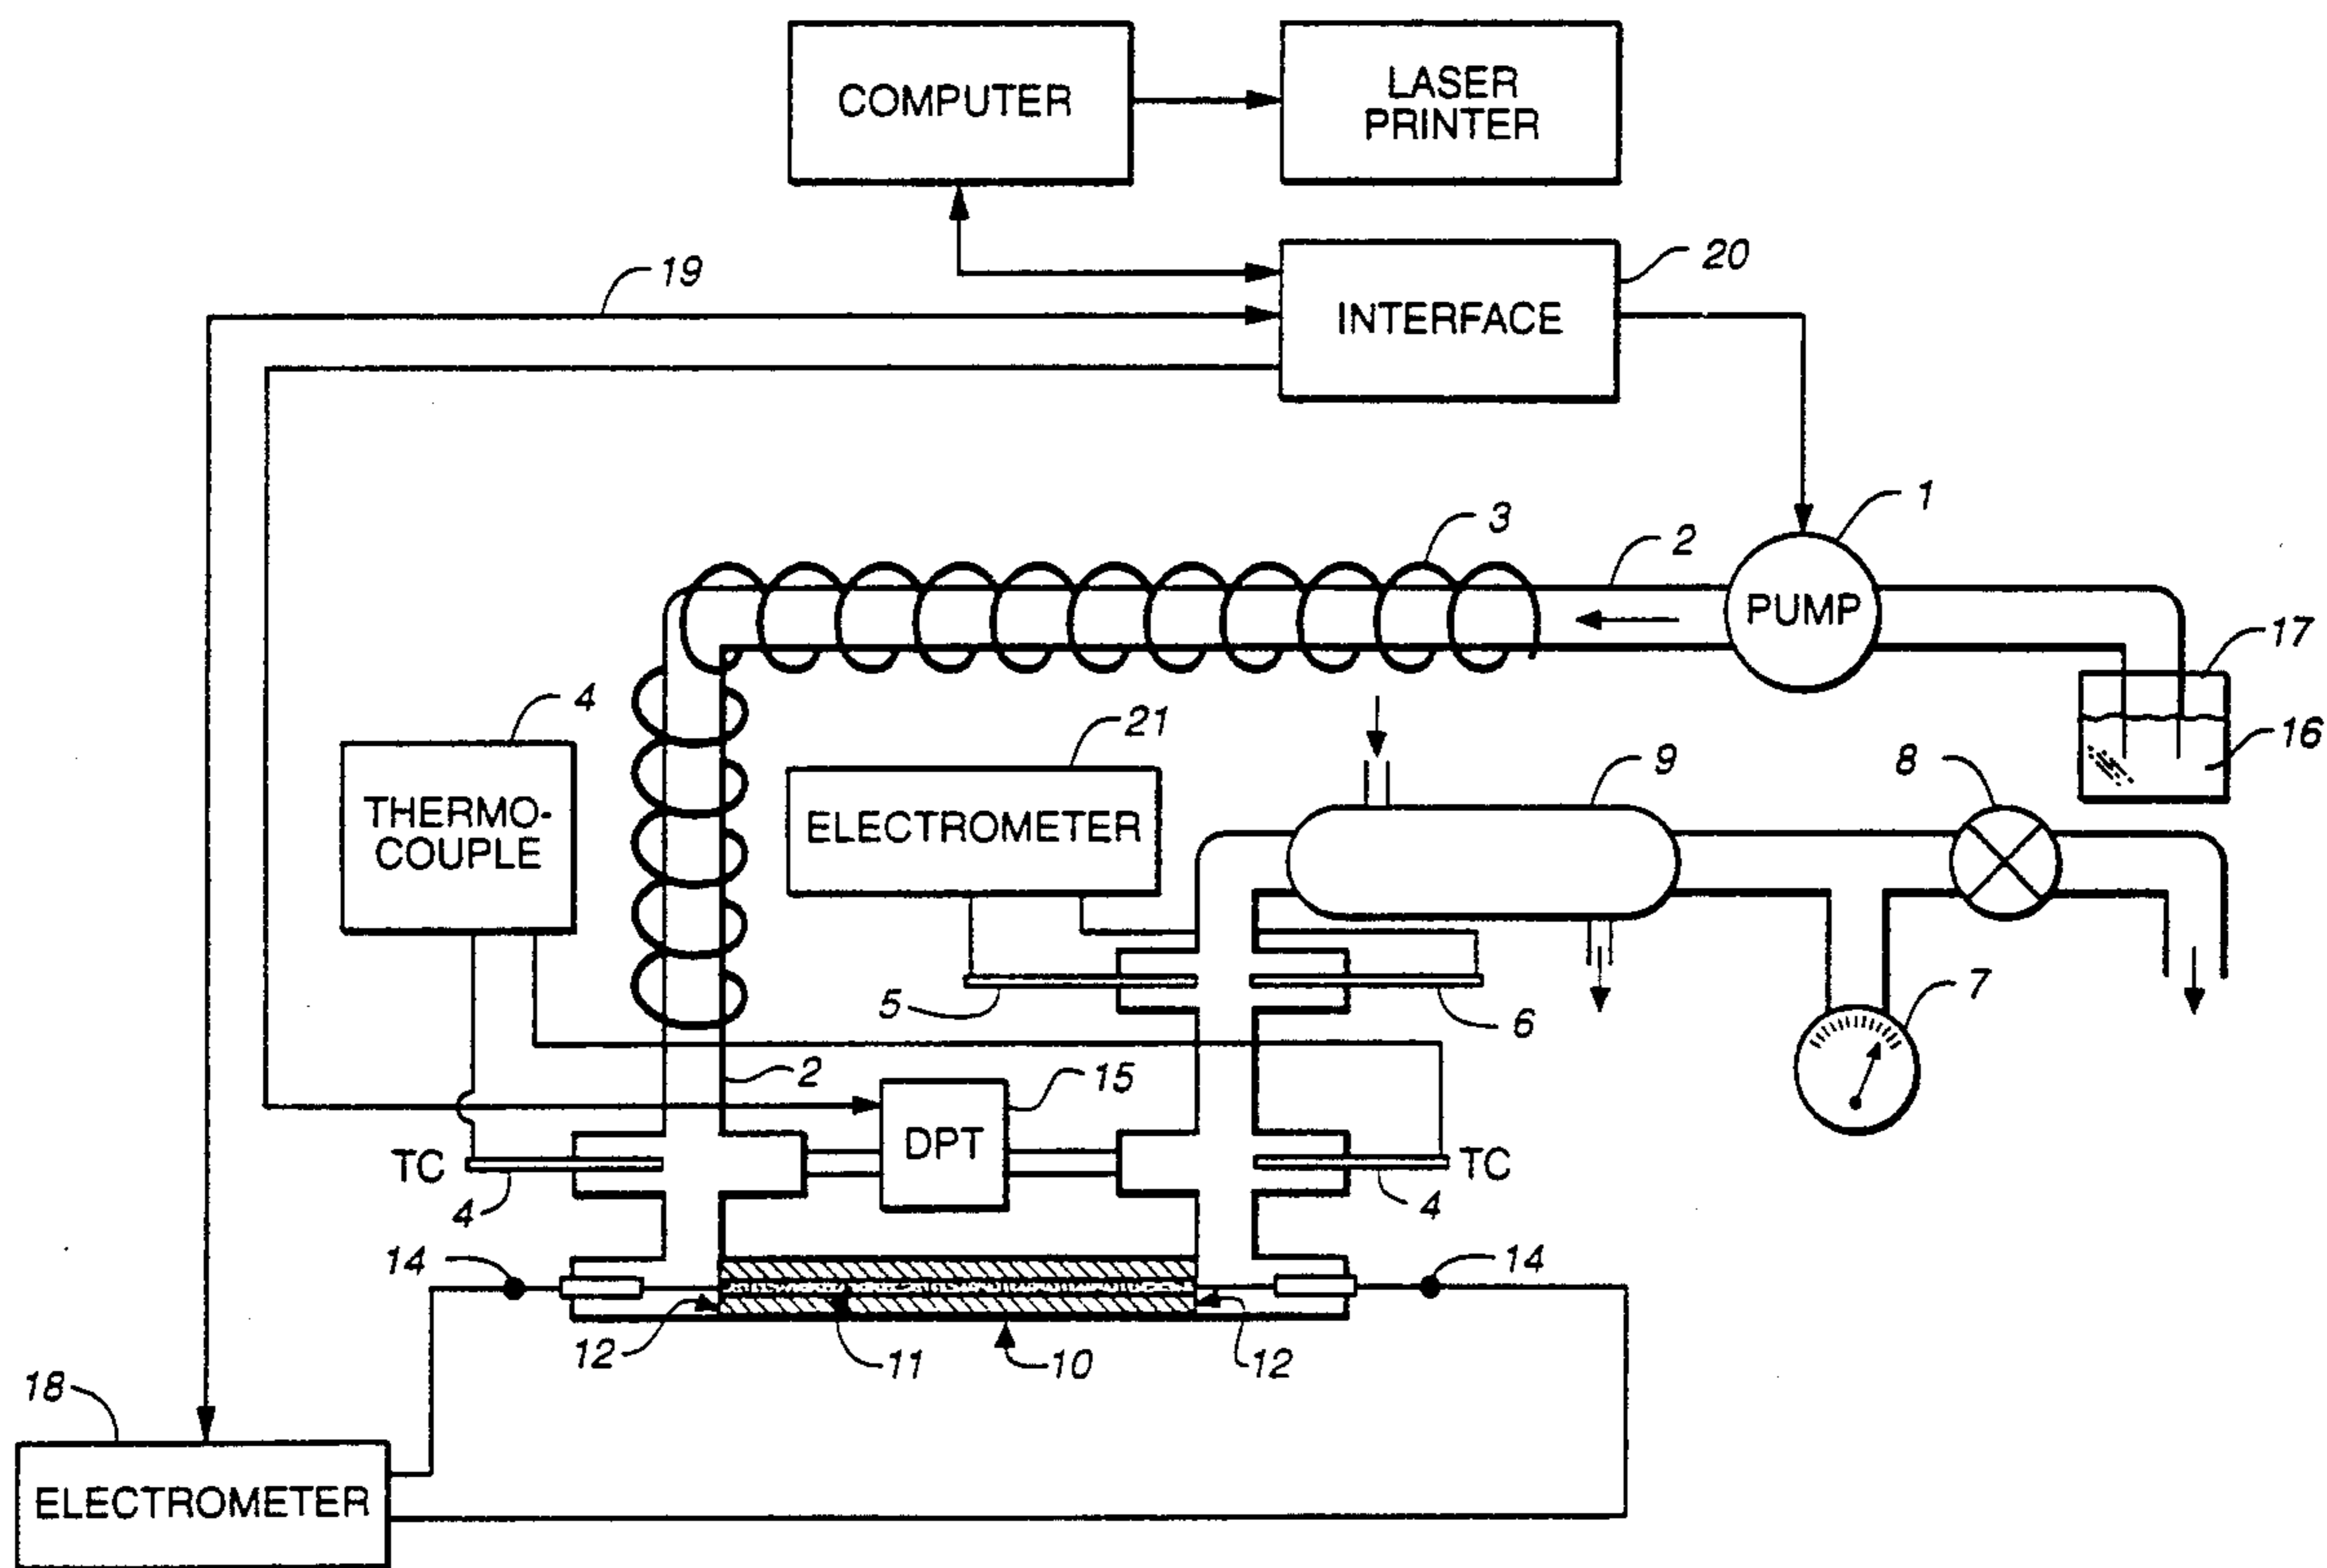 COMPUTER
LASER
PRINTER
19
20
INTERFACE
1
3
2
PUMP
17
4
21
16
9
8
THERMO-
COUPLE
ELECTROMETER
7
5
6
2
15
DPT
TC
TC
4
4
14
14
12
11
10
12
18
ELECTROMETER